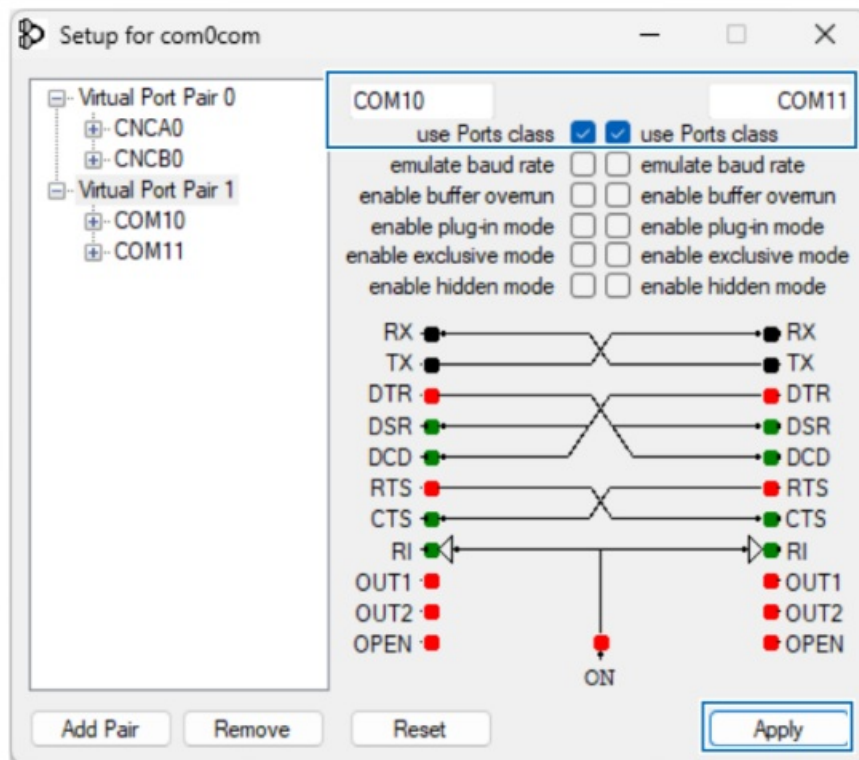 Setup for com0com
Virtual Port Pair 0
CNCA0
CNCB0
Virtual Port Pair 1
COM10
COM11
COM10 COM11
use Ports class use Ports class
emulate baud rate emulate baud rate
enable buffer overrun enable buffer overrun
enable plug-in mode enable plug-in mode
enable exclusive mode enable exclusive mode
enable hidden mode enable hidden mode
RX RX
TX TX
DTR DTR
DSR DSR
DCD DCD
RTS RTS
CTS CTS
RI RI
OUT1 OUT1
OUT2 OUT2
OPEN OPEN
ON
Add Pair Remove Reset Apply